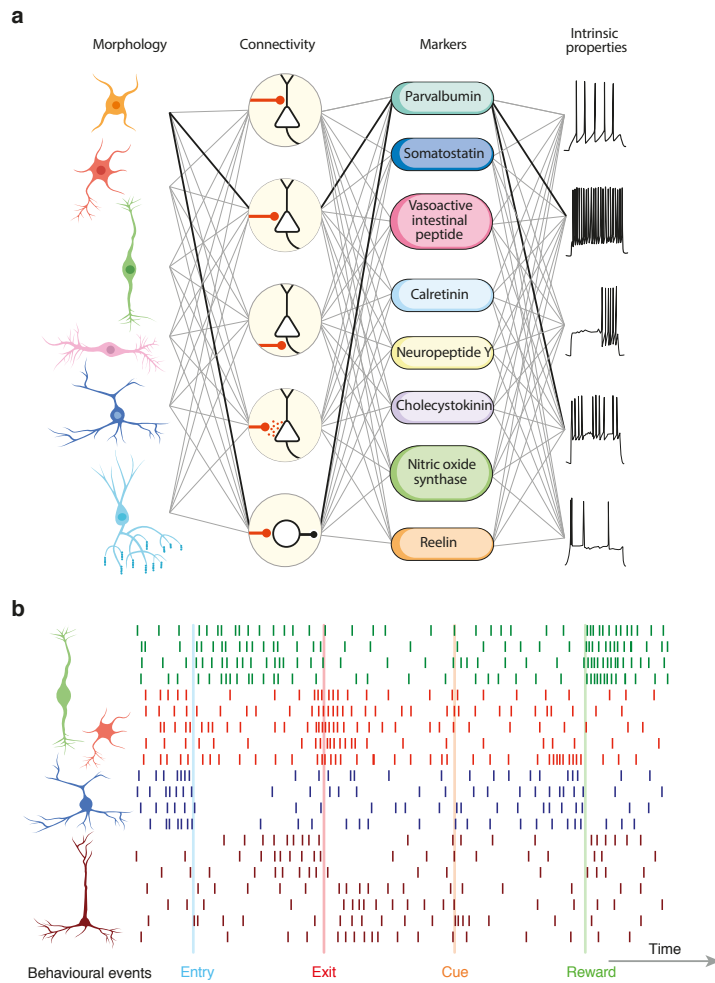 a
Morphology
Connectivity
Markers
Intrinsic
properties
Parvalbumin
Somatostatin
Vasoactive
intestinal
peptide
Calretinin
Neuropeptide Y
Cholecystokinin
Nitric oxide
synthase
Reelin
b
Time
Behavioural events
Entry
Exit
Cue
Reward